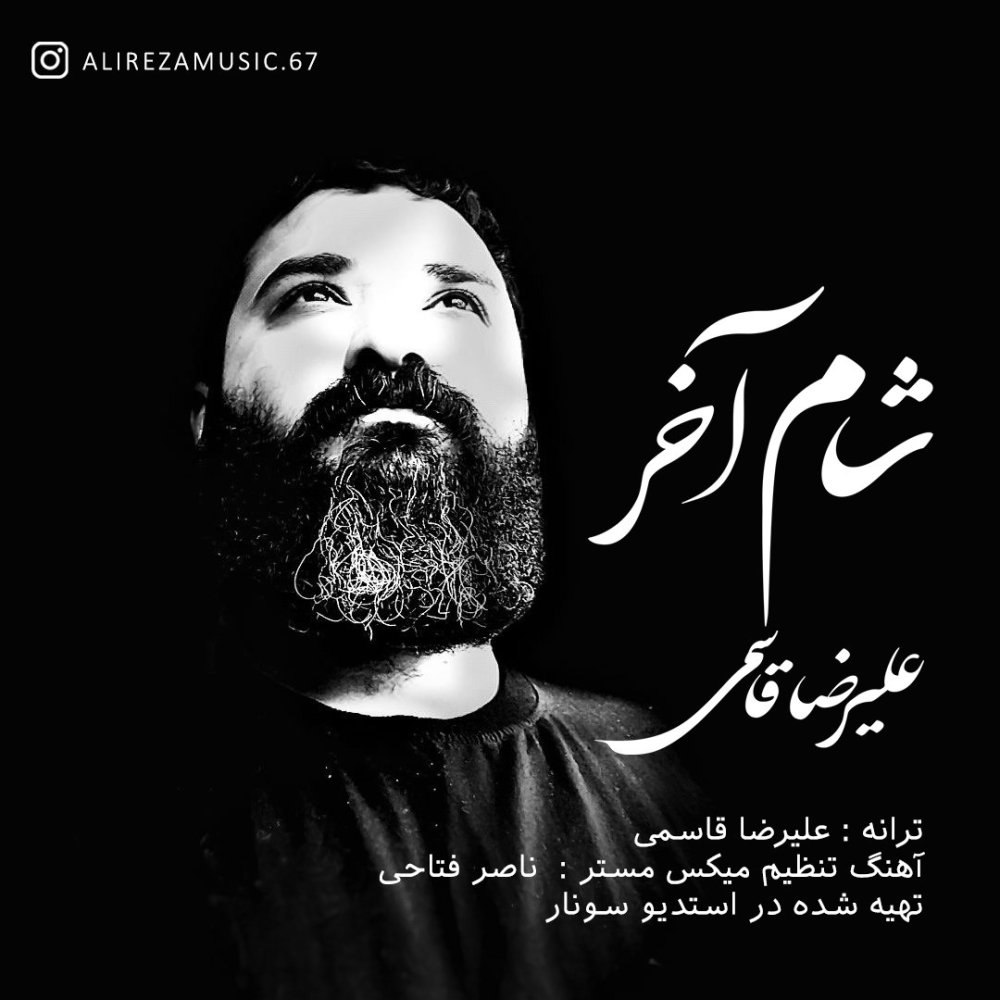 ALIREZAMUSIC.67
شام آخر
علیرضا قاسمی
ترانه : علیرضا قاسمی
آهنگ تنظیم میکس مستر : ناصر فتاحی
تهیه شده در استدیو سونار